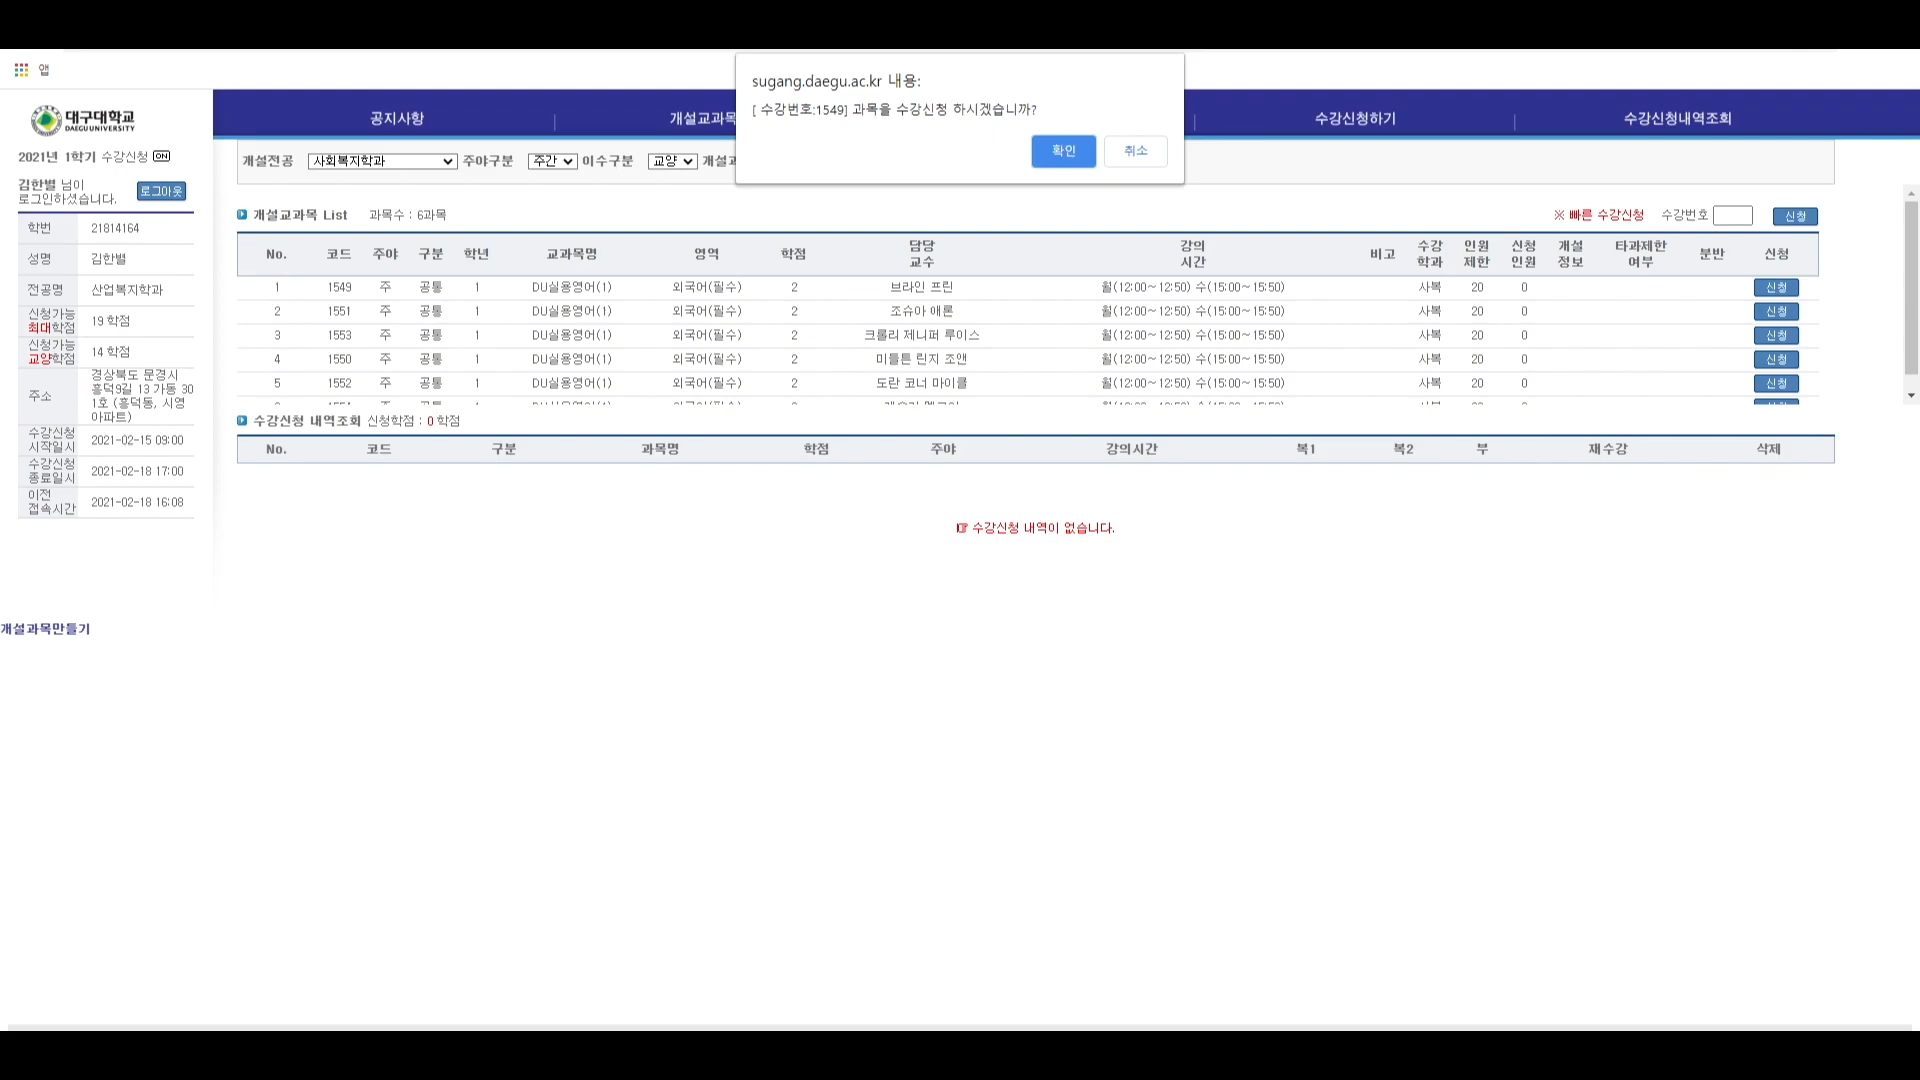 앱
sugang.daegu.ac.kr 내용:
[ 수강번호:1549] 과목을 수강신청 하시겠습니까?
확인 취소
대구대학교
DAEGU UNIVERSITY
공지사항 개설교과목 수강신청하기 수강신청내역조회
2021년 1학기 수강신청 ON
김한별 님이
로그인하셨습니다. 로그아웃
학번 21814164
성명 김한별
전공명 산업복지학과
신청가능
최대학점 19 학점
신청가능
교양학점 14 학점
주소 경상북도 문경시
흥덕9길 13 가동 30
1호 (흥덕동, 시영
아파트)
수강신청
시작일시 2021-02-15 09:00
수강신청
종료일시 2021-02-18 17:00
이전
접속시간 2021-02-18 16:08
개설과목만들기
개설전공 사회복지학과 주야구분 주간 이수구분 교양
개설교과목 List 과목수 : 6과목 ※ 빠른 수강신청 수강번호 신청
No. 코드 주야 구분 학년 교과목명 영역 학점 담당 교수 강의 시간 비고 수강 학과 인원 제한 신청 인원 개설 정보 타과제한 여부 분반 신청
1 1549 주 공통 1 DU실용영어(1) 외국어(필수) 2 브라인 프린 월(12:00~12:50) 수(15:00~15:50) 사복 20 0 신청
2 1551 주 공통 1 DU실용영어(1) 외국어(필수) 2 조슈아 애론 월(12:00~12:50) 수(15:00~15:50) 사복 20 0 신청
3 1553 주 공통 1 DU실용영어(1) 외국어(필수) 2 크롤리 제니퍼 루이스 월(12:00~12:50) 수(15:00~15:50) 사복 20 0 신청
4 1550 주 공통 1 DU실용영어(1) 외국어(필수) 2 미들튼 린지 조앤 월(12:00~12:50) 수(15:00~15:50) 사복 20 0 신청
5 1552 주 공통 1 DU실용영어(1) 외국어(필수) 2 도란 코너 마이클 월(12:00~12:50) 수(15:00~15:50) 사복 20 0 신청
수강신청 내역조회 신청학점 : 0 학점
No. 코드 구분 과목명 학점 주야 강의시간 복1 복2 부 재수강 삭제
☞ 수강신청 내역이 없습니다.